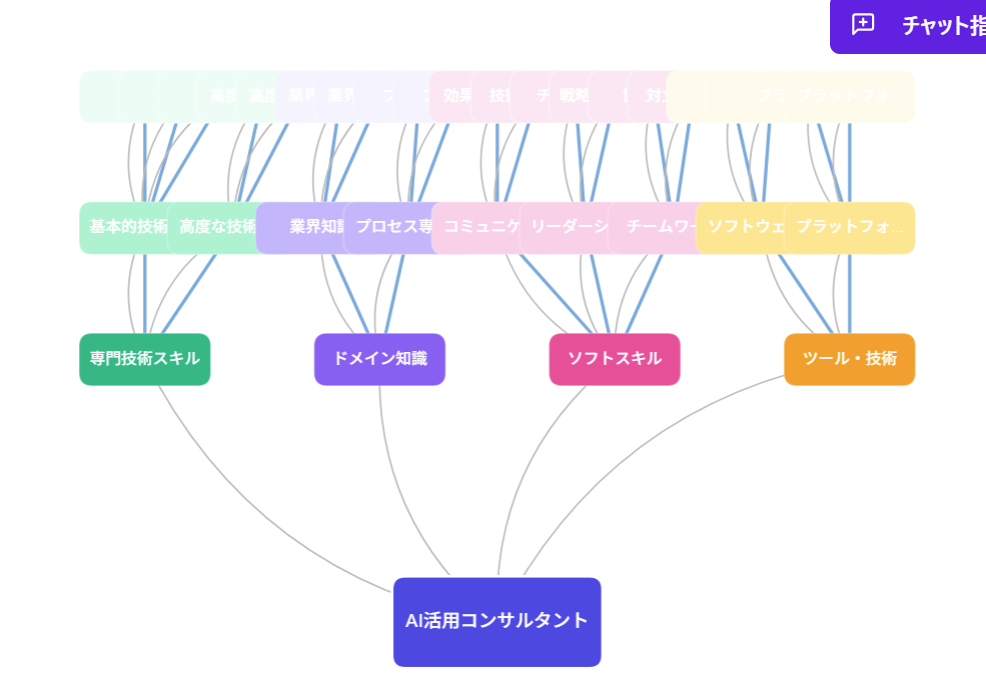 チャット指
高度
高度
業界
業界
効果
技術
戦略
プラ
プラットフォ...
基本的技術
高度な技術
業界知識
プロセス専
コミュニケ
リーダーシ
チームワー
ソフトウェ
プラットフォ...
専門技術スキル
ドメイン知識
ソフトスキル
ツール・技術
AI活用コンサルタント